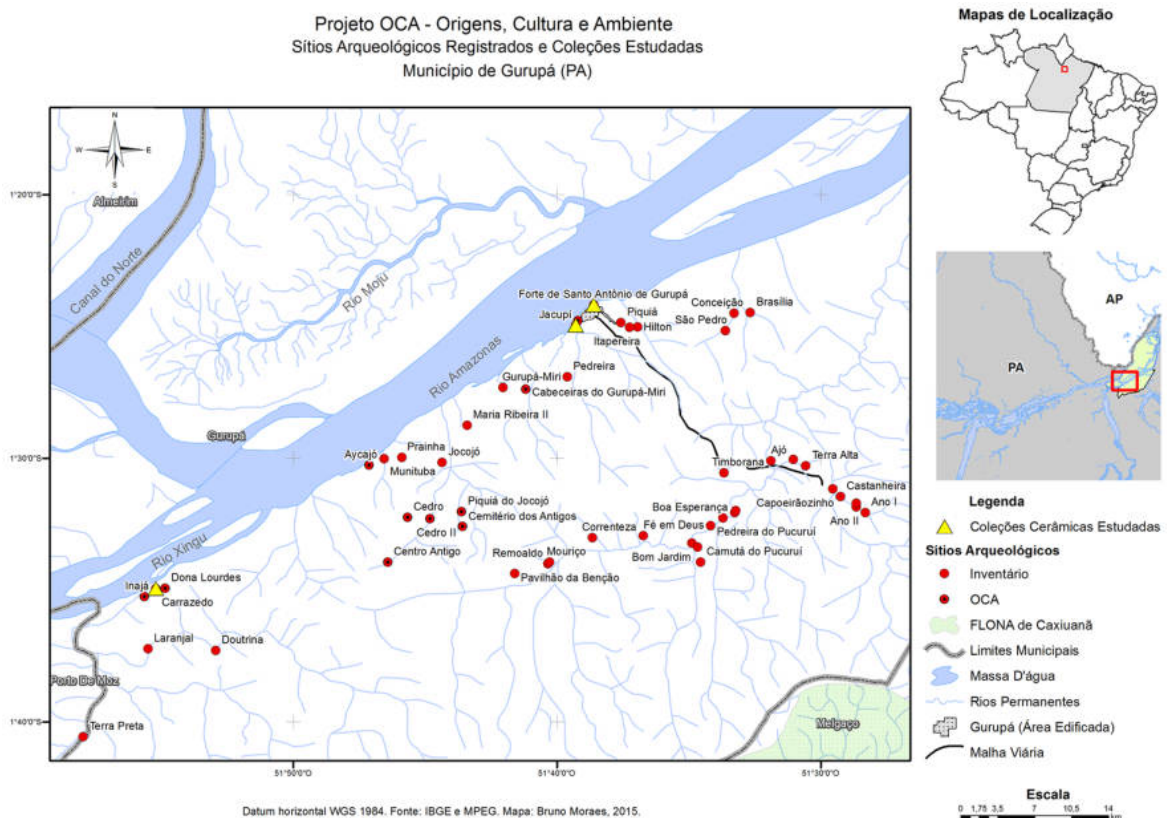 Projeto OCA - Origens, Cultura e Ambiente
Sítios Arqueológicos Registrados e Coleções Estudadas
Município de Gurupá (PA)
Mapas de Localização
N
W
E
S
1°20'0"S
Almeirim
Canal do Norte
Rio Moju
Forte de Santo Antônio de Gurupá
Conceição
Brasília
Jacupí
Piquiá
São Pedro
Hilton
Itapereira
Rio Amazonas
Pedreira
Gurupá-Miri
Cabeceiras do Gurupá-Miri
Maria Ribeira II
Gurupá
1°30'0"S
Aycajó
Prainha
Jocojó
Munituba
Timborana
Ajó
Terra Alta
Castanheira
Capoeirãozinho
Ano I
Ano II
Piquiá do Jocojó
Cedro
Cemitério dos Antigos
Cedro II
Boa Esperança
Correnteza
Fé em Deus
Pedreira do Pucuruí
Centro Antigo
Remoaldo
Mouriço
Bom Jardim
Camutá do Pucuruí
Pavilhão da Benção
Rio Xingu
Dona Lourdes
Inajá
Carrazedo
Laranjal
Doutrina
Porto De Moz
Terra Preta
Melgaço
1°40'0"S
51°50'0"O
51°40'0"O
51°30'0"O
AP
PA
Legenda
Coleções Cerâmicas Estudadas
Sítios Arqueológicos
Inventário
OCA
FLONA de Caxiuanã
Limites Municipais
Massa D'água
Rios Permanentes
Gurupá (Área Edificada)
Malha Viária
Escala
0 1,75 3,5 7 10,5 14
km
Datum horizontal WGS 1984. Fonte: IBGE e MPEG. Mapa: Bruno Moraes, 2015.